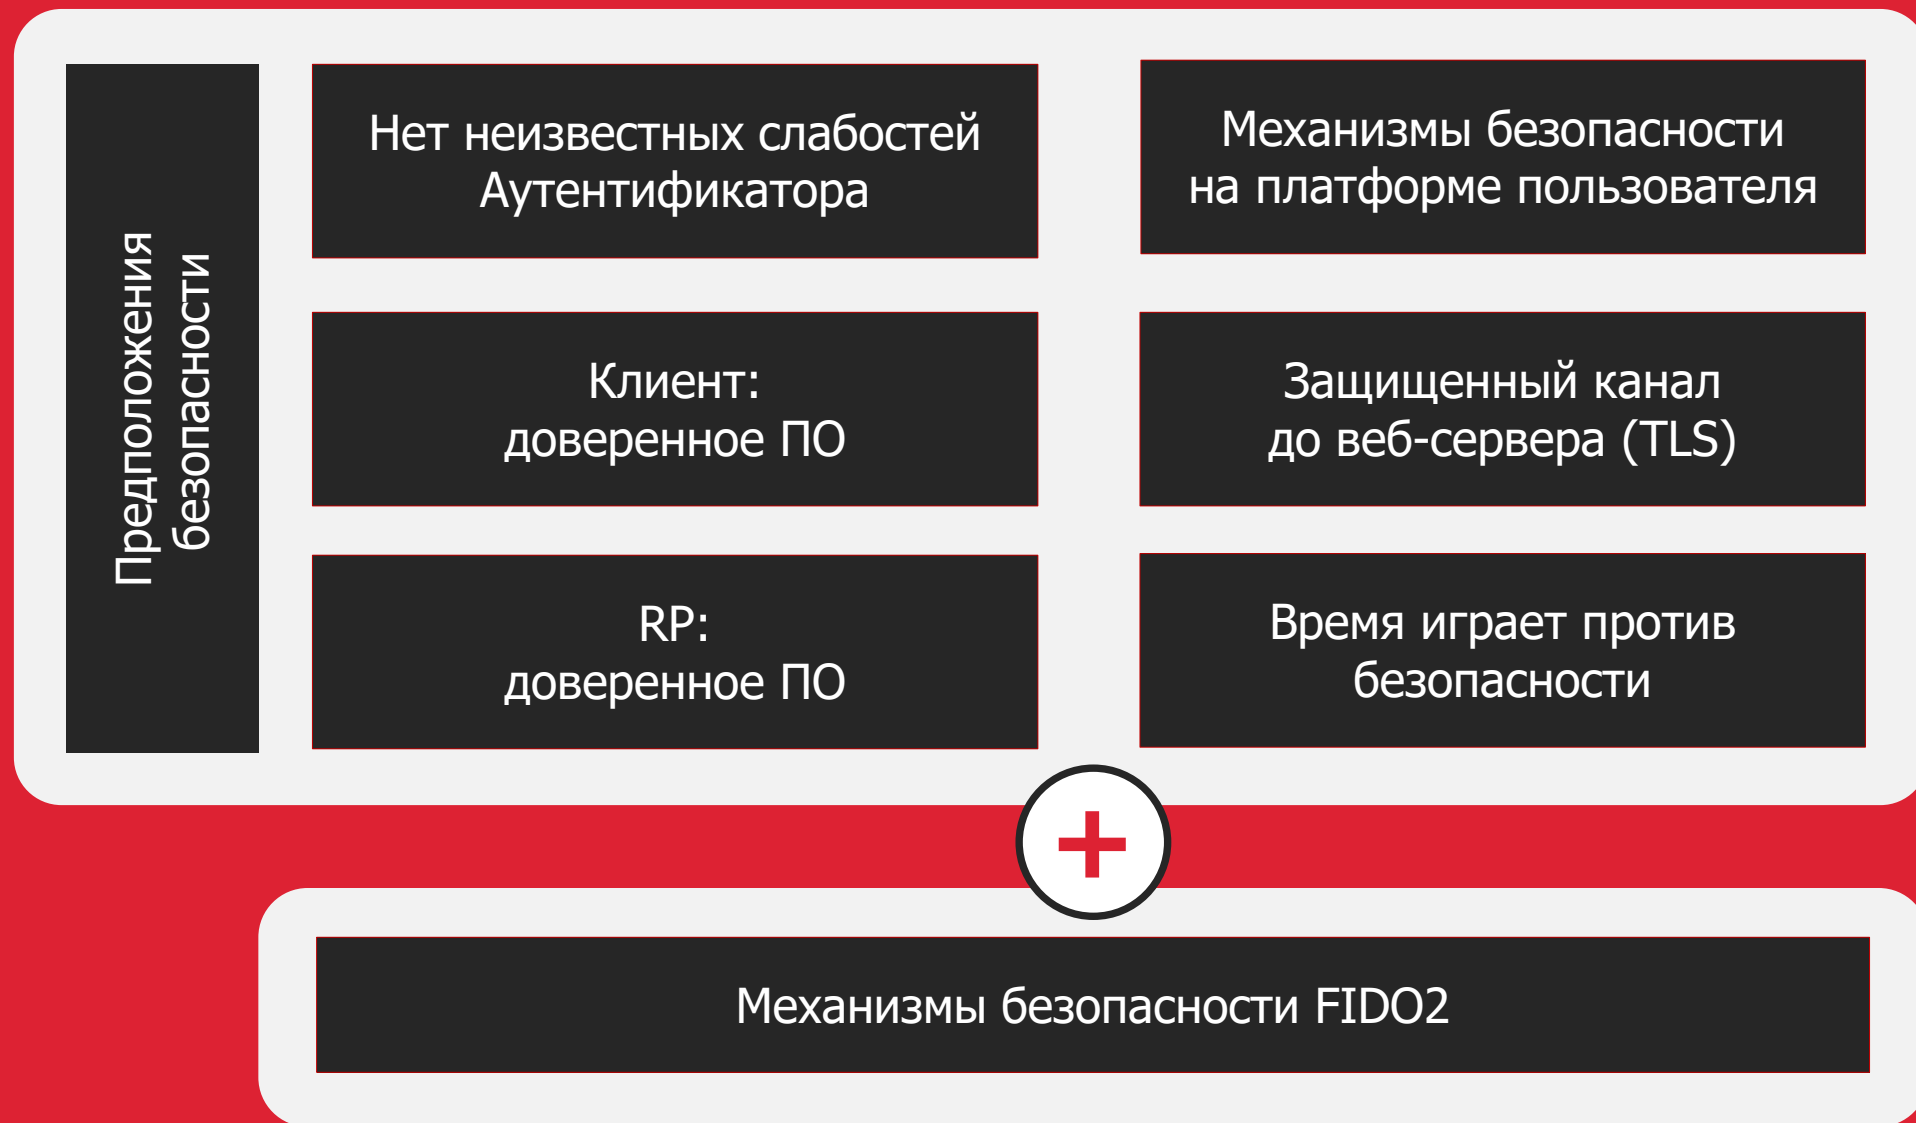 Предположения
безопасности
Нет неизвестных слабостей
Аутентификатора
Механизмы безопасности
на платформе пользователя
Клиент:
доверенное ПО
Защищенный канал
до веб-сервера (TLS)
RP:
доверенное ПО
Время играет против
безопасности
+
Механизмы безопасности FIDO2